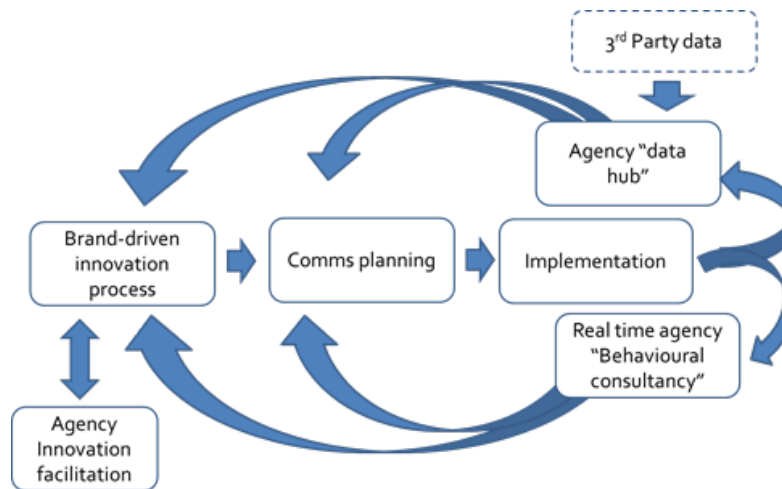 3rd Party data
Agency “data
hub”
Brand-driven
innovation
process
Comms planning
Implementation
Real time agency
“Behavioural
consultancy”
Agency
Innovation
facilitation